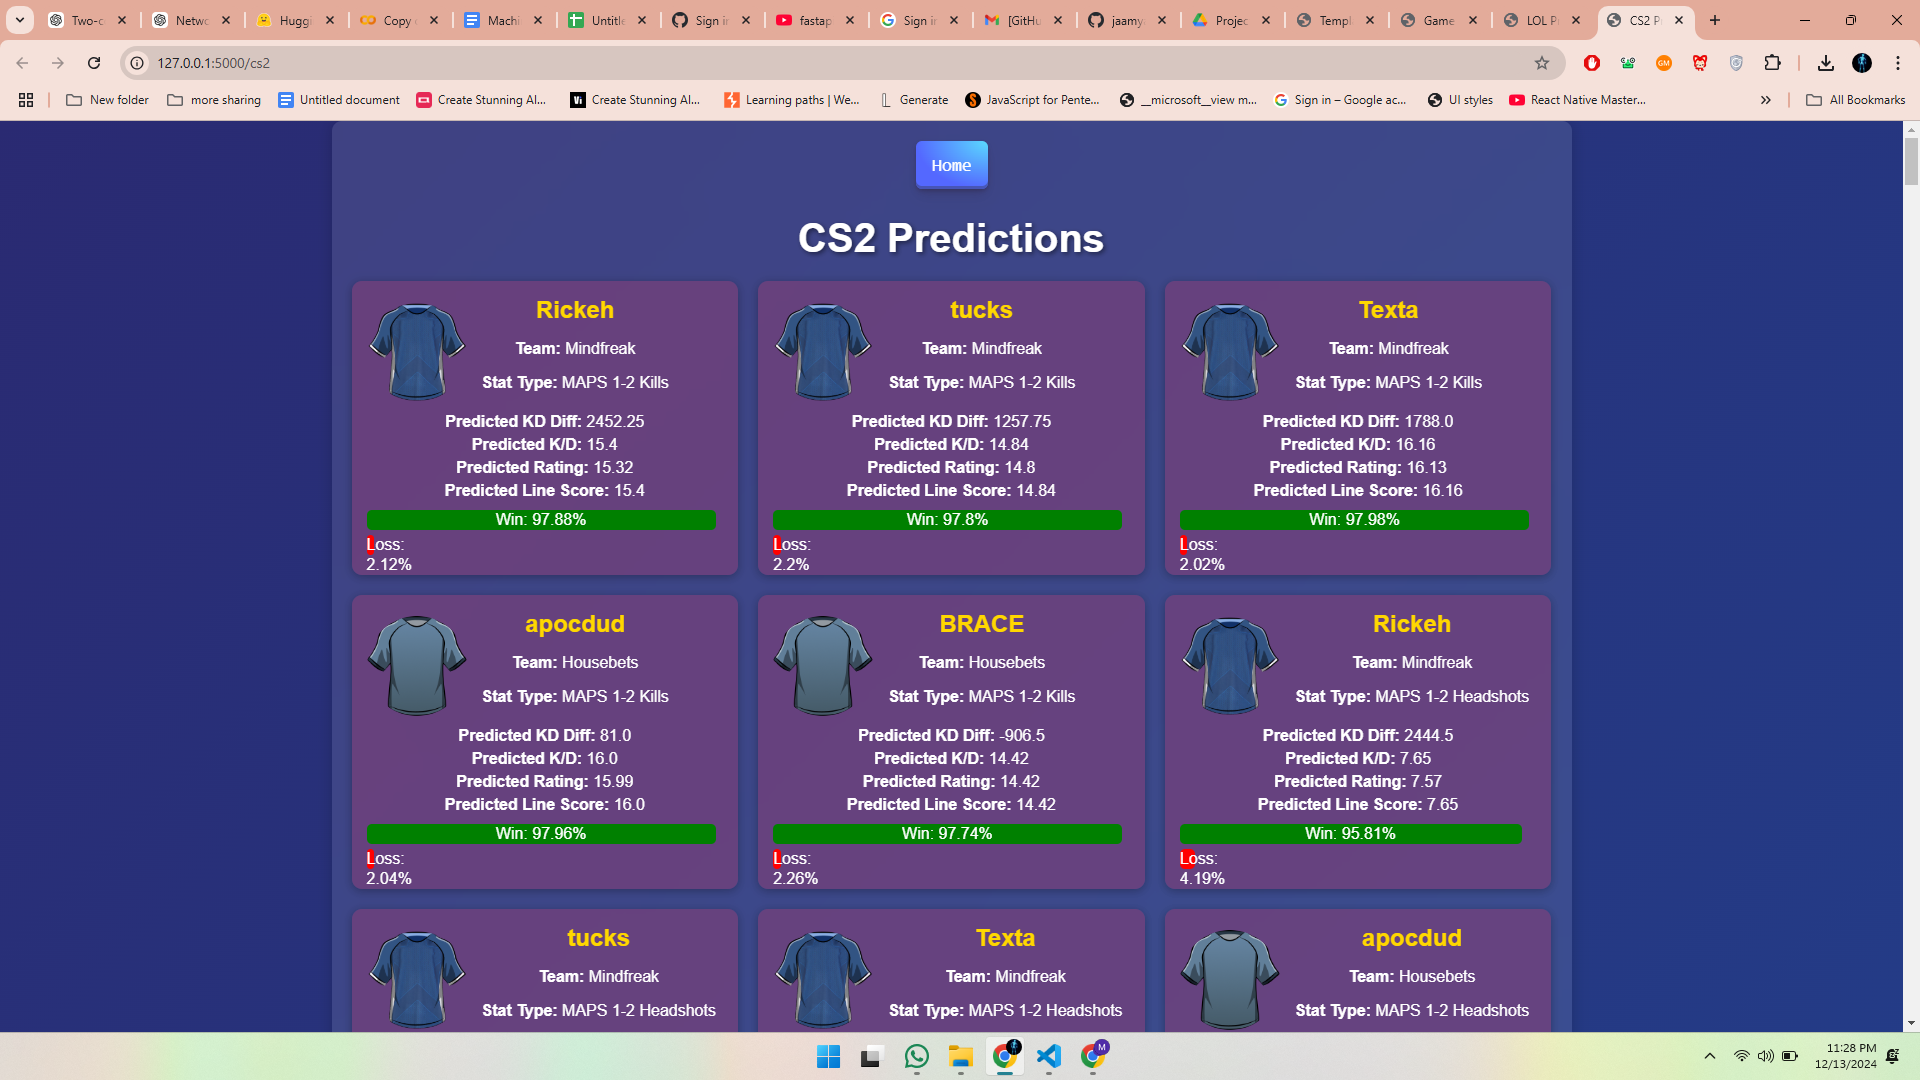 Two-c
Netwo
Huggi
Copy
Machi
Untitle
Sign in
fastap
Sign in
[GitHu
jaamy
Projec
Templ
Game
LOL P
CS2 P
127.0.0.1:5000/cs2
New folder
more sharing
Untitled document
Create Stunning AI...
Create Stunning AI...
Learning paths | We...
Generate
JavaScript for Pente...
__microsoft__view m...
Sign in – Google ac...
UI styles
React Native Master...
All Bookmarks
Home
CS2 Predictions
Rickeh
Team: Mindfreak
Stat Type: MAPS 1-2 Kills
Predicted KD Diff: 2452.25
Predicted K/D: 15.4
Predicted Rating: 15.32
Predicted Line Score: 15.4
Win: 97.88%
Loss:
2.12%
tucks
Team: Mindfreak
Stat Type: MAPS 1-2 Kills
Predicted KD Diff: 1257.75
Predicted K/D: 14.84
Predicted Rating: 14.8
Predicted Line Score: 14.84
Win: 97.8%
Loss:
2.2%
Texta
Team: Mindfreak
Stat Type: MAPS 1-2 Kills
Predicted KD Diff: 1788.0
Predicted K/D: 16.16
Predicted Rating: 16.13
Predicted Line Score: 16.16
Win: 97.98%
Loss:
2.02%
apocdud
Team: Housebets
Stat Type: MAPS 1-2 Kills
Predicted KD Diff: 81.0
Predicted K/D: 16.0
Predicted Rating: 15.99
Predicted Line Score: 16.0
Win: 97.96%
Loss:
2.04%
BRACE
Team: Housebets
Stat Type: MAPS 1-2 Kills
Predicted KD Diff: -906.5
Predicted K/D: 14.42
Predicted Rating: 14.42
Predicted Line Score: 14.42
Win: 97.74%
Loss:
2.26%
Rickeh
Team: Mindfreak
Stat Type: MAPS 1-2 Headshots
Predicted KD Diff: 2444.5
Predicted K/D: 7.65
Predicted Rating: 7.57
Predicted Line Score: 7.65
Win: 95.81%
Loss:
4.19%
tucks
Team: Mindfreak
Stat Type: MAPS 1-2 Headshots
Texta
Team: Mindfreak
Stat Type: MAPS 1-2 Headshots
apocdud
Team: Housebets
Stat Type: MAPS 1-2 Headshots
11:28 PM
12/13/2024